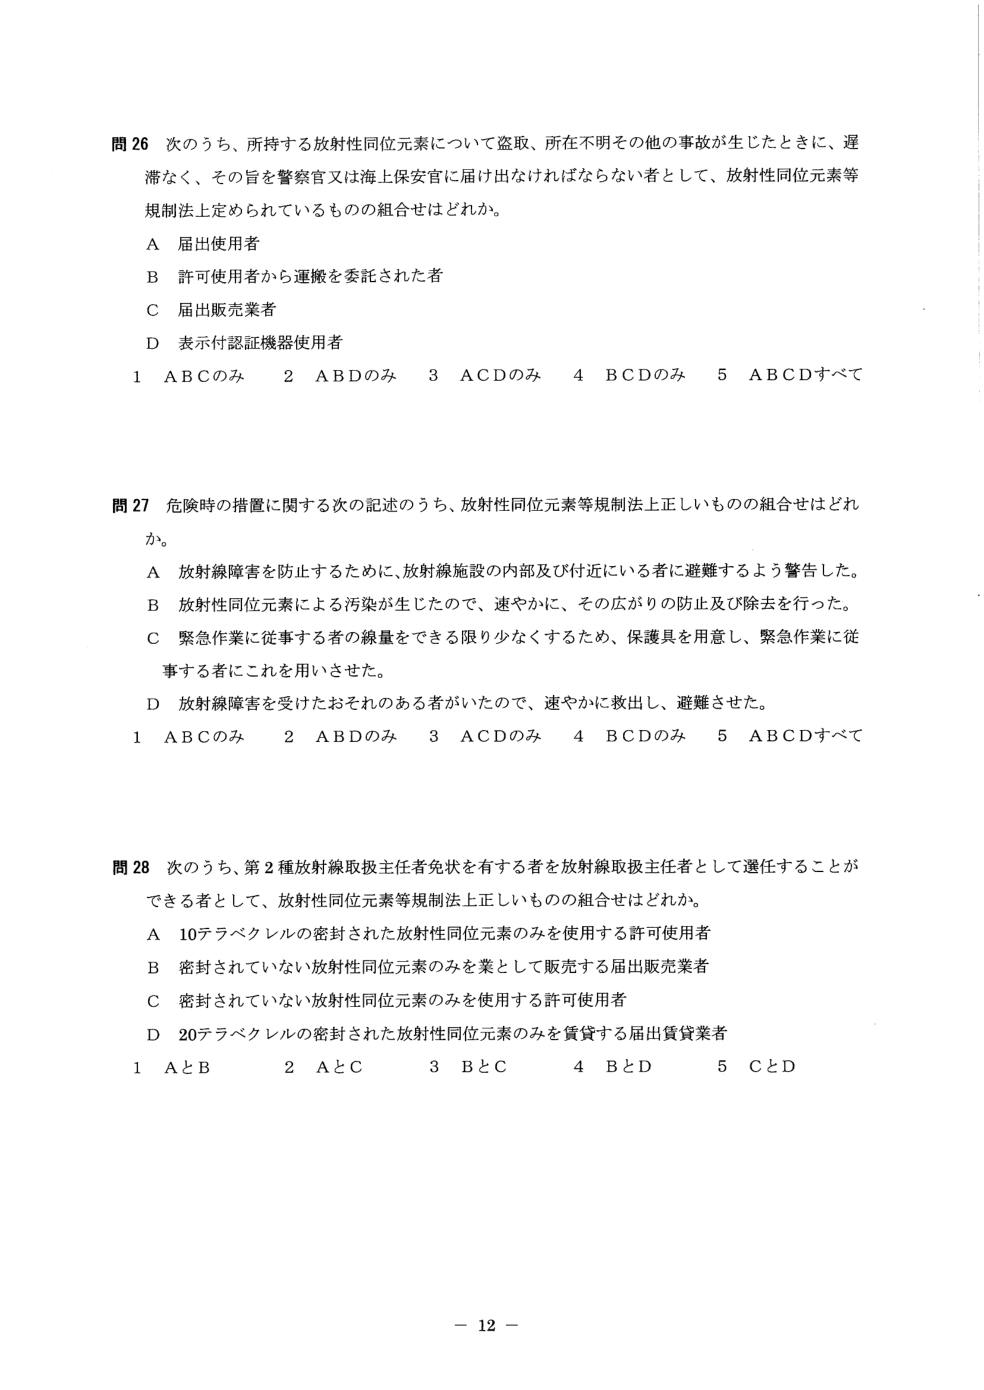 問26　次のうち、所持する放射性同位元素について盗取、所在不明その他の事故が生じたときに、遅
滞なく、その旨を警察官又は海上保安官に届け出なければならない者として、放射性同位元素等
規制法上定められているものの組合せはどれか。
A　届出使用者
B　許可使用者から運搬を委託された者
C　届出販売業者
D　表示付認証機器使用者
1　ABCのみ　　2　ABDのみ　　3　ACDのみ　　4　BCDのみ　　5　ABCDすべて
問27　危険時の措置に関する次の記述のうち、放射性同位元素等規制法上正しいものの組合せはどれ
か。
A　放射線障害を防止するために、放射線施設の内部及び付近にいる者に避難するよう警告した。
B　放射性同位元素による汚染が生じたので、速やかに、その広がりの防止及び除去を行った。
C　緊急作業に従事する者の線量をできる限り少なくするため、保護具を用意し、緊急作業に従
事する者にこれを用いさせた。
D　放射線障害を受けたおそれのある者がいたので、速やかに救出し、避難させた。
1　ABCのみ　　2　ABDのみ　　3　ACDのみ　　4　BCDのみ　　5　ABCDすべて
問28　次のうち、第2種放射線取扱主任者免状を有する者を放射線取扱主任者として選任することが
できる者として、放射性同位元素等規制法上正しいものの組合せはどれか。
A　10テラベクレルの密封された放射性同位元素のみを使用する許可使用者
B　密封されていない放射性同位元素のみを業として販売する届出販売業者
C　密封されていない放射性同位元素のみを使用する許可使用者
D　20テラベクレルの密封された放射性同位元素のみを賃貸する届出賃貸業者
1　AとB　　2　AとC　　3　BとC　　4　BとD　　5　CとD
－ 12 －